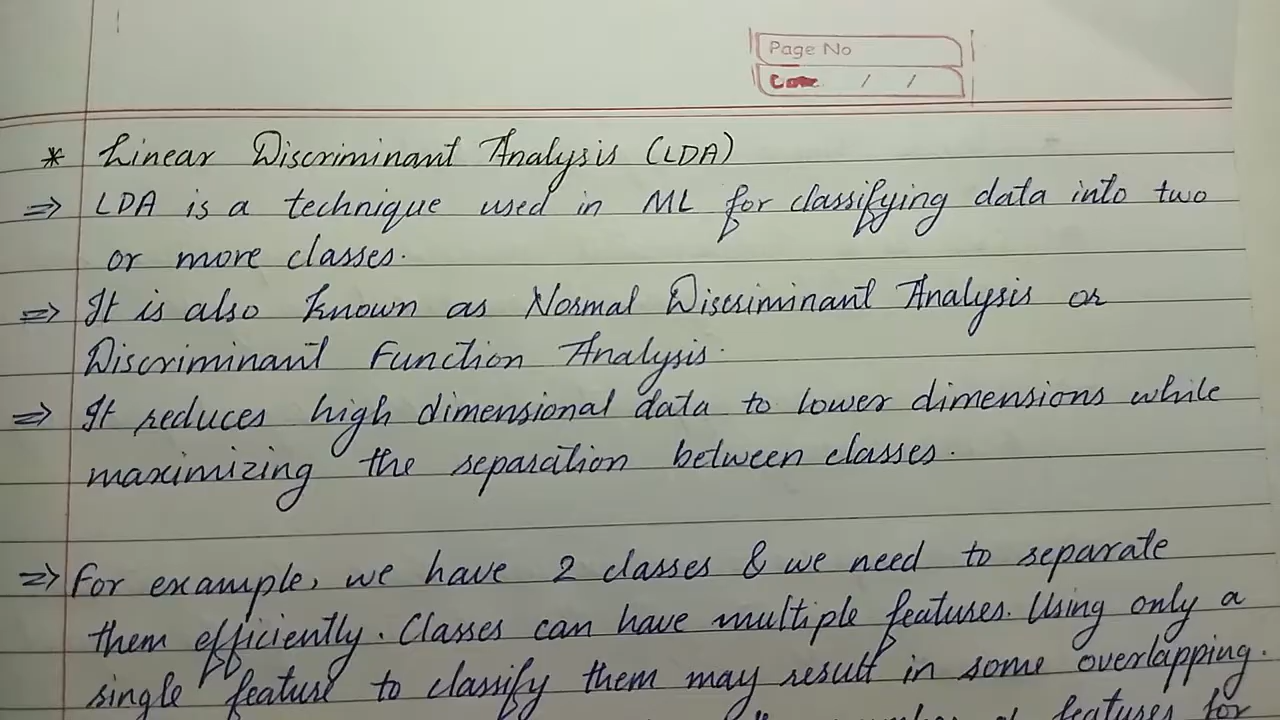 Page No
/ /
* Linear Discriminant Analysis (LDA)
⇒ LDA is a technique used in ML for classifying data into two
or more classes.
⇒ It is also known as Normal Discriminant Analysis or
Discriminant Function Analysis.
⇒ It reduces high dimensional data to lower dimensions while
maximizing the separation between classes.
⇒ For example, we have 2 classes & we need to separate
them efficiently. Classes can have multiple features. Using only a
single feature to classify them may result in some overlapping.
features for